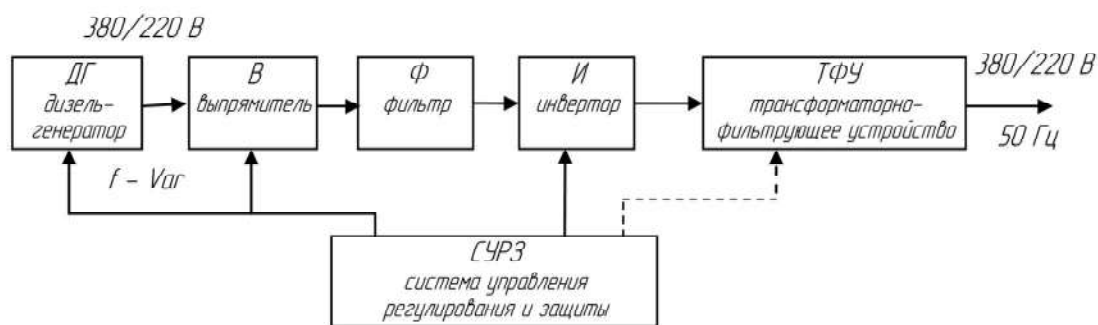 380/220 В
ДГ
дизель-
генератор
В
выпрямитель
Ф
фильтр
И
инвертор
ТФУ
трансформаторно-
фильтрующее устройство
380/220 В
50 Гц
f - Var
СУРЗ
система управления
регулирования и защиты